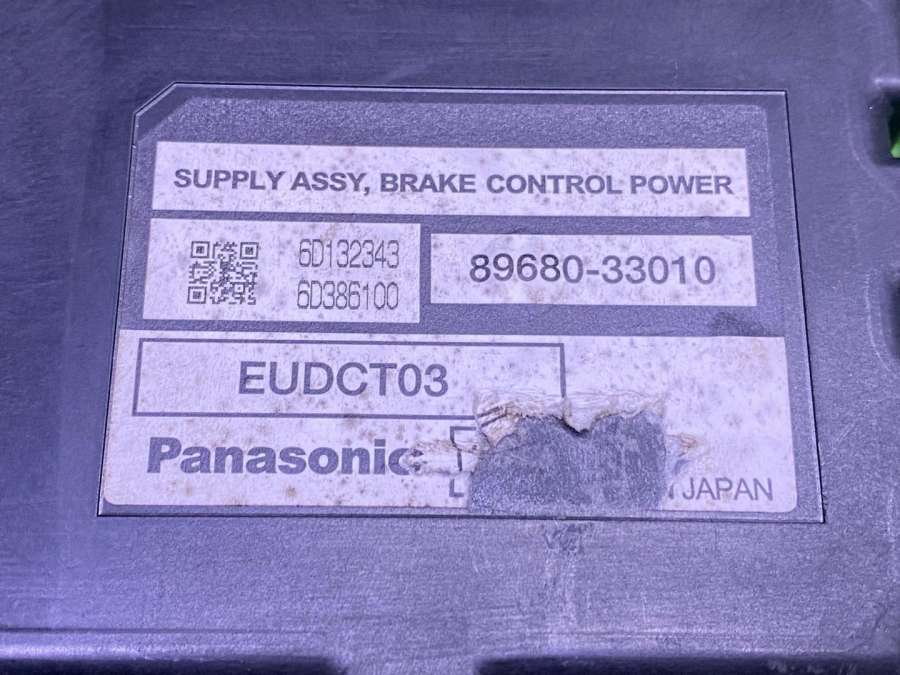 SUPPLY ASSY, BRAKE CONTROL POWER
6D132343
6D386100
89680-33010
EUDCT03
Panasonic
JAPAN